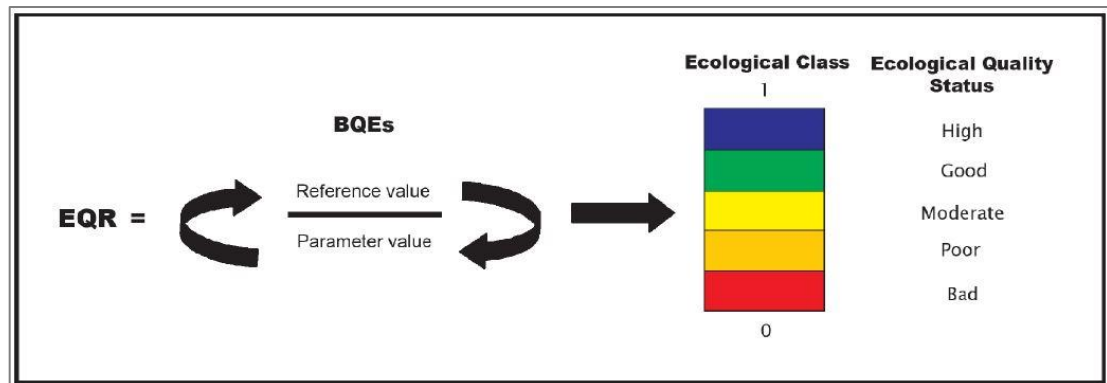 BQEs
EQR =
Reference value
Parameter value
Ecological Class
1
0
Ecological Quality
Status
High
Good
Moderate
Poor
Bad